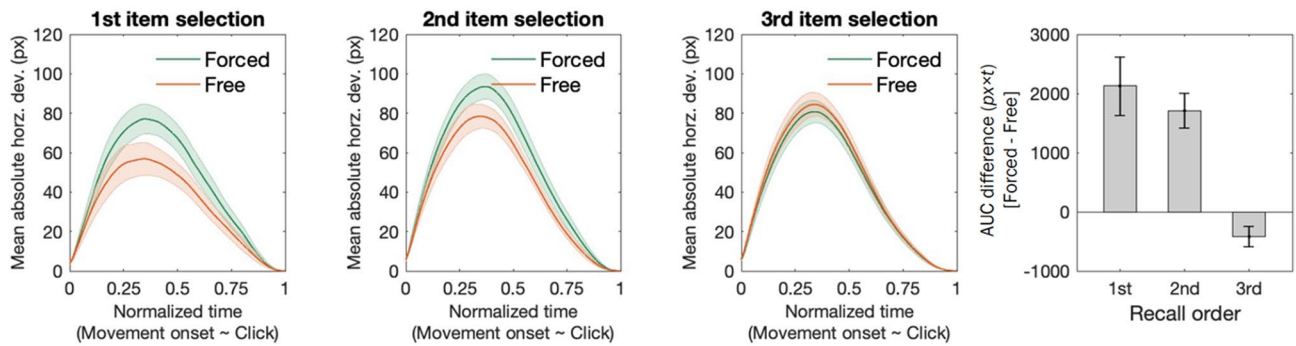 1st item selection
Mean absolute horz. dev. (px)
120
100
80
60
40
20
0
Forced
Free
0
0.25
0.5
0.75
1
Normalized time
(Movement onset ~ Click)
2nd item selection
Mean absolute horz. dev. (px)
120
100
80
60
40
20
0
Forced
Free
0
0.25
0.5
0.75
1
Normalized time
(Movement onset ~ Click)
3rd item selection
Mean absolute horz. dev. (px)
120
100
80
60
40
20
0
Forced
Free
0
0.25
0.5
0.75
1
Normalized time
(Movement onset ~ Click)
AUC difference (px×t)
[Forced - Free]
3000
2000
1000
0
-1000
1st
2nd
3rd
Recall order